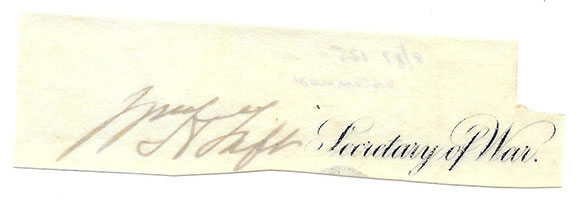 Wm H Taft Secretary of War.